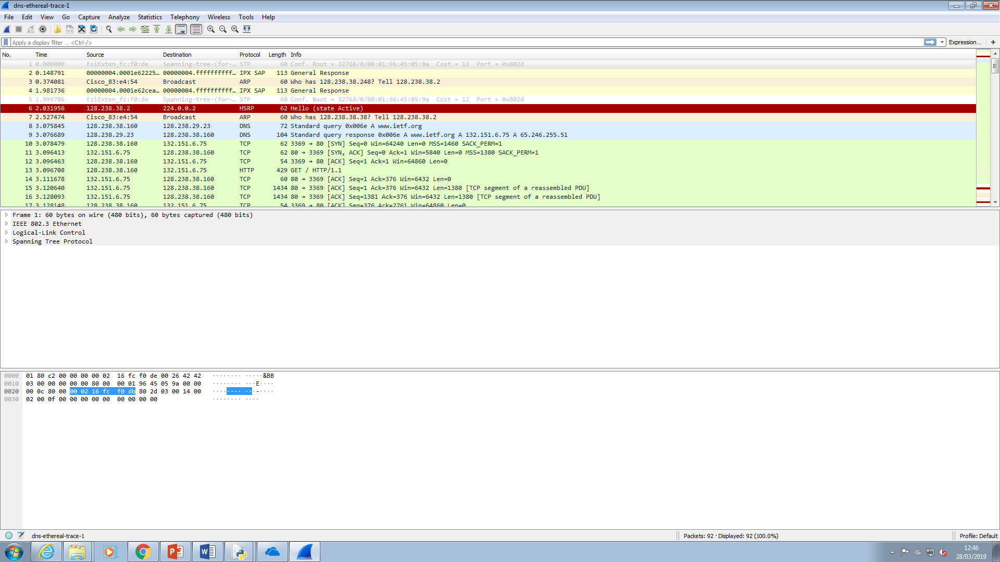 dns-ethereal-trace-1
File Edit View Go Capture Analyze Statistics Telephony Wireless Tools Help
Apply a display filter ... <Ctrl-/> Expression... +
No. Time Source Destination Protocol Length Info
1 0.000000 EsiExten_fc:f0:de Spanning-tree-(for-… STP 60 Conf. Root = 32768/0/00:01:96:45:05:9a Cost = 12 Port = 0x802d
2 0.148791 00000004.0001e62225… 00000004.ffffffffff… IPX SAP 113 General Response
3 0.374081 Cisco_83:e4:54 Broadcast ARP 60 Who has 128.238.38.248? Tell 128.238.38.2
4 1.981736 00000004.0001e62cea… 00000004.ffffffffff… IPX SAP 113 General Response
5 1.999786 EsiExten_fc:f0:de Spanning-tree-(for-… STP 60 Conf. Root = 32768/0/00:01:96:45:05:9a Cost = 12 Port = 0x802d
6 2.031956 128.238.38.2 224.0.0.2 HSRP 62 Hello (state Active)
7 2.527474 Cisco_83:e4:54 Broadcast ARP 60 Who has 128.238.38.38? Tell 128.238.38.2
8 3.075845 128.238.38.160 128.238.29.23 DNS 72 Standard query 0x006e A www.ietf.org
9 3.076689 128.238.29.23 128.238.38.160 DNS 104 Standard query response 0x006e A www.ietf.org A 132.151.6.75 A 65.246.255.51
10 3.078479 128.238.38.160 132.151.6.75 TCP 62 3369 → 80 [SYN] Seq=0 Win=64240 Len=0 MSS=1460 SACK_PERM=1
11 3.096413 132.151.6.75 128.238.38.160 TCP 62 80 → 3369 [SYN, ACK] Seq=0 Ack=1 Win=5840 Len=0 MSS=1380 SACK_PERM=1
12 3.096463 128.238.38.160 132.151.6.75 TCP 54 3369 → 80 [ACK] Seq=1 Ack=1 Win=64860 Len=0
13 3.096708 128.238.38.160 132.151.6.75 HTTP 429 GET / HTTP/1.1
14 3.111678 132.151.6.75 128.238.38.160 TCP 60 80 → 3369 [ACK] Seq=1 Ack=376 Win=6432 Len=0
15 3.120640 132.151.6.75 128.238.38.160 TCP 1434 80 → 3369 [ACK] Seq=1 Ack=376 Win=6432 Len=1380 [TCP segment of a reassembled PDU]
16 3.128093 132.151.6.75 128.238.38.160 TCP 1434 80 → 3369 [ACK] Seq=1381 Ack=376 Win=6432 Len=1380 [TCP segment of a reassembled PDU]
17 3.128148 128.238.38.160 132.151.6.75 TCP 54 3369 → 80 [ACK] Seq=376 Ack=2761 Win=64860 Len=0
Frame 1: 60 bytes on wire (480 bits), 60 bytes captured (480 bits)
IEEE 802.3 Ethernet
Logical-Link Control
Spanning Tree Protocol
0000 01 80 c2 00 00 00 00 02 16 fc f0 de 00 26 42 42 ········ ·····&BB
0010 03 00 00 00 00 00 80 00 00 01 96 45 05 9a 00 00 ········ ···E····
0020 00 0c 80 00 00 02 16 fc f0 db 80 2d 03 00 14 00 ········ ···-····
0030 02 00 0f 00 00 00 00 00 00 00 00 00 ········ ····
dns-ethereal-trace-1 Packets: 92 · Displayed: 92 (100.0%) Profile: Default
12:46
28/03/2019